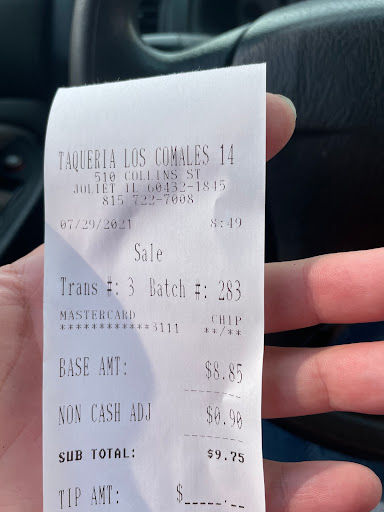 TAQUERIA LOS COMALES 14
510 COLLINS ST
JOLIET IL 60432-1845
815 722-7008
07/29/2021 8:49
Sale
Trans #: 3 Batch #: 283
MASTERCARD CHIP
************3111 **/**
BASE AMT: $8.85
NON CASH ADJ $0.90
SUB TOTAL: $9.75
TIP AMT: $_____.__